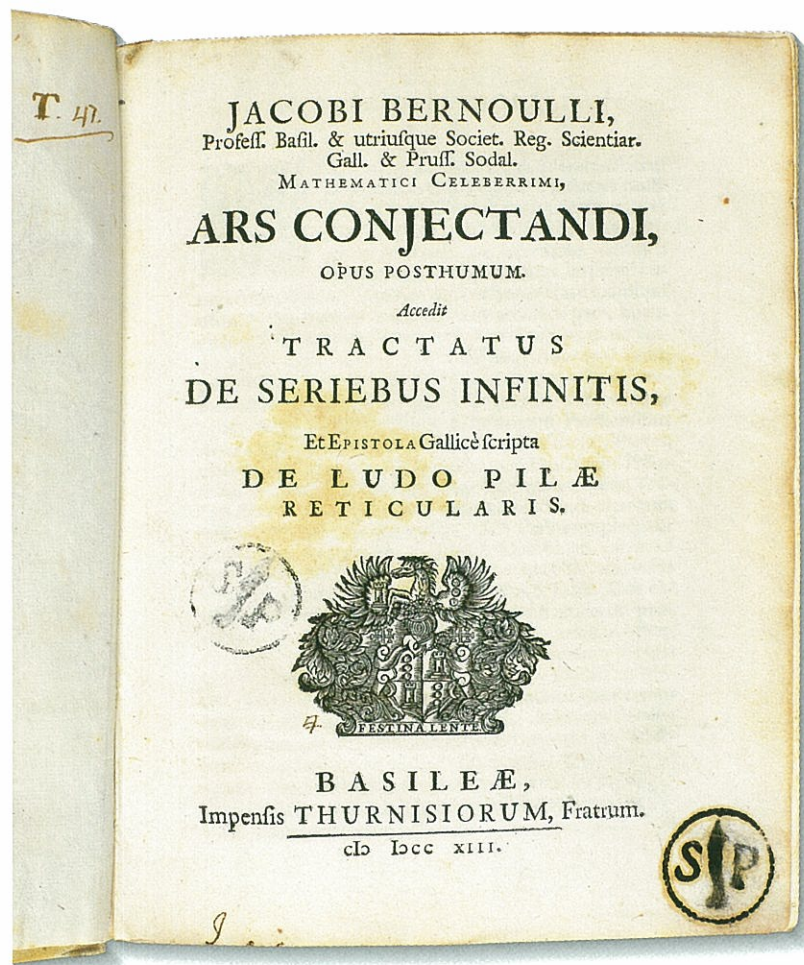 T. 47.
JACOBI BERNOULLI,
Profeſſ. Baſil. & utriuſque Societ. Reg. Scientiar.
Gall. & Pruſſ. Sodal.
MATHEMATICI CELEBERRIMI,
ARS CONJECTANDI,
OPUS POSTHUMUM.
Accedit
TRACTATUS
DE SERIEBUS INFINITIS,
Et EPISTOLA Gallicè ſcripta
DE LUDO PILÆ
RETICULARIS.
S P
FESTINA LENTE
BASILEÆ,
Impenſis THURNISIORUM, Fratrum.
cIɔ Iɔcc XIII.
S P